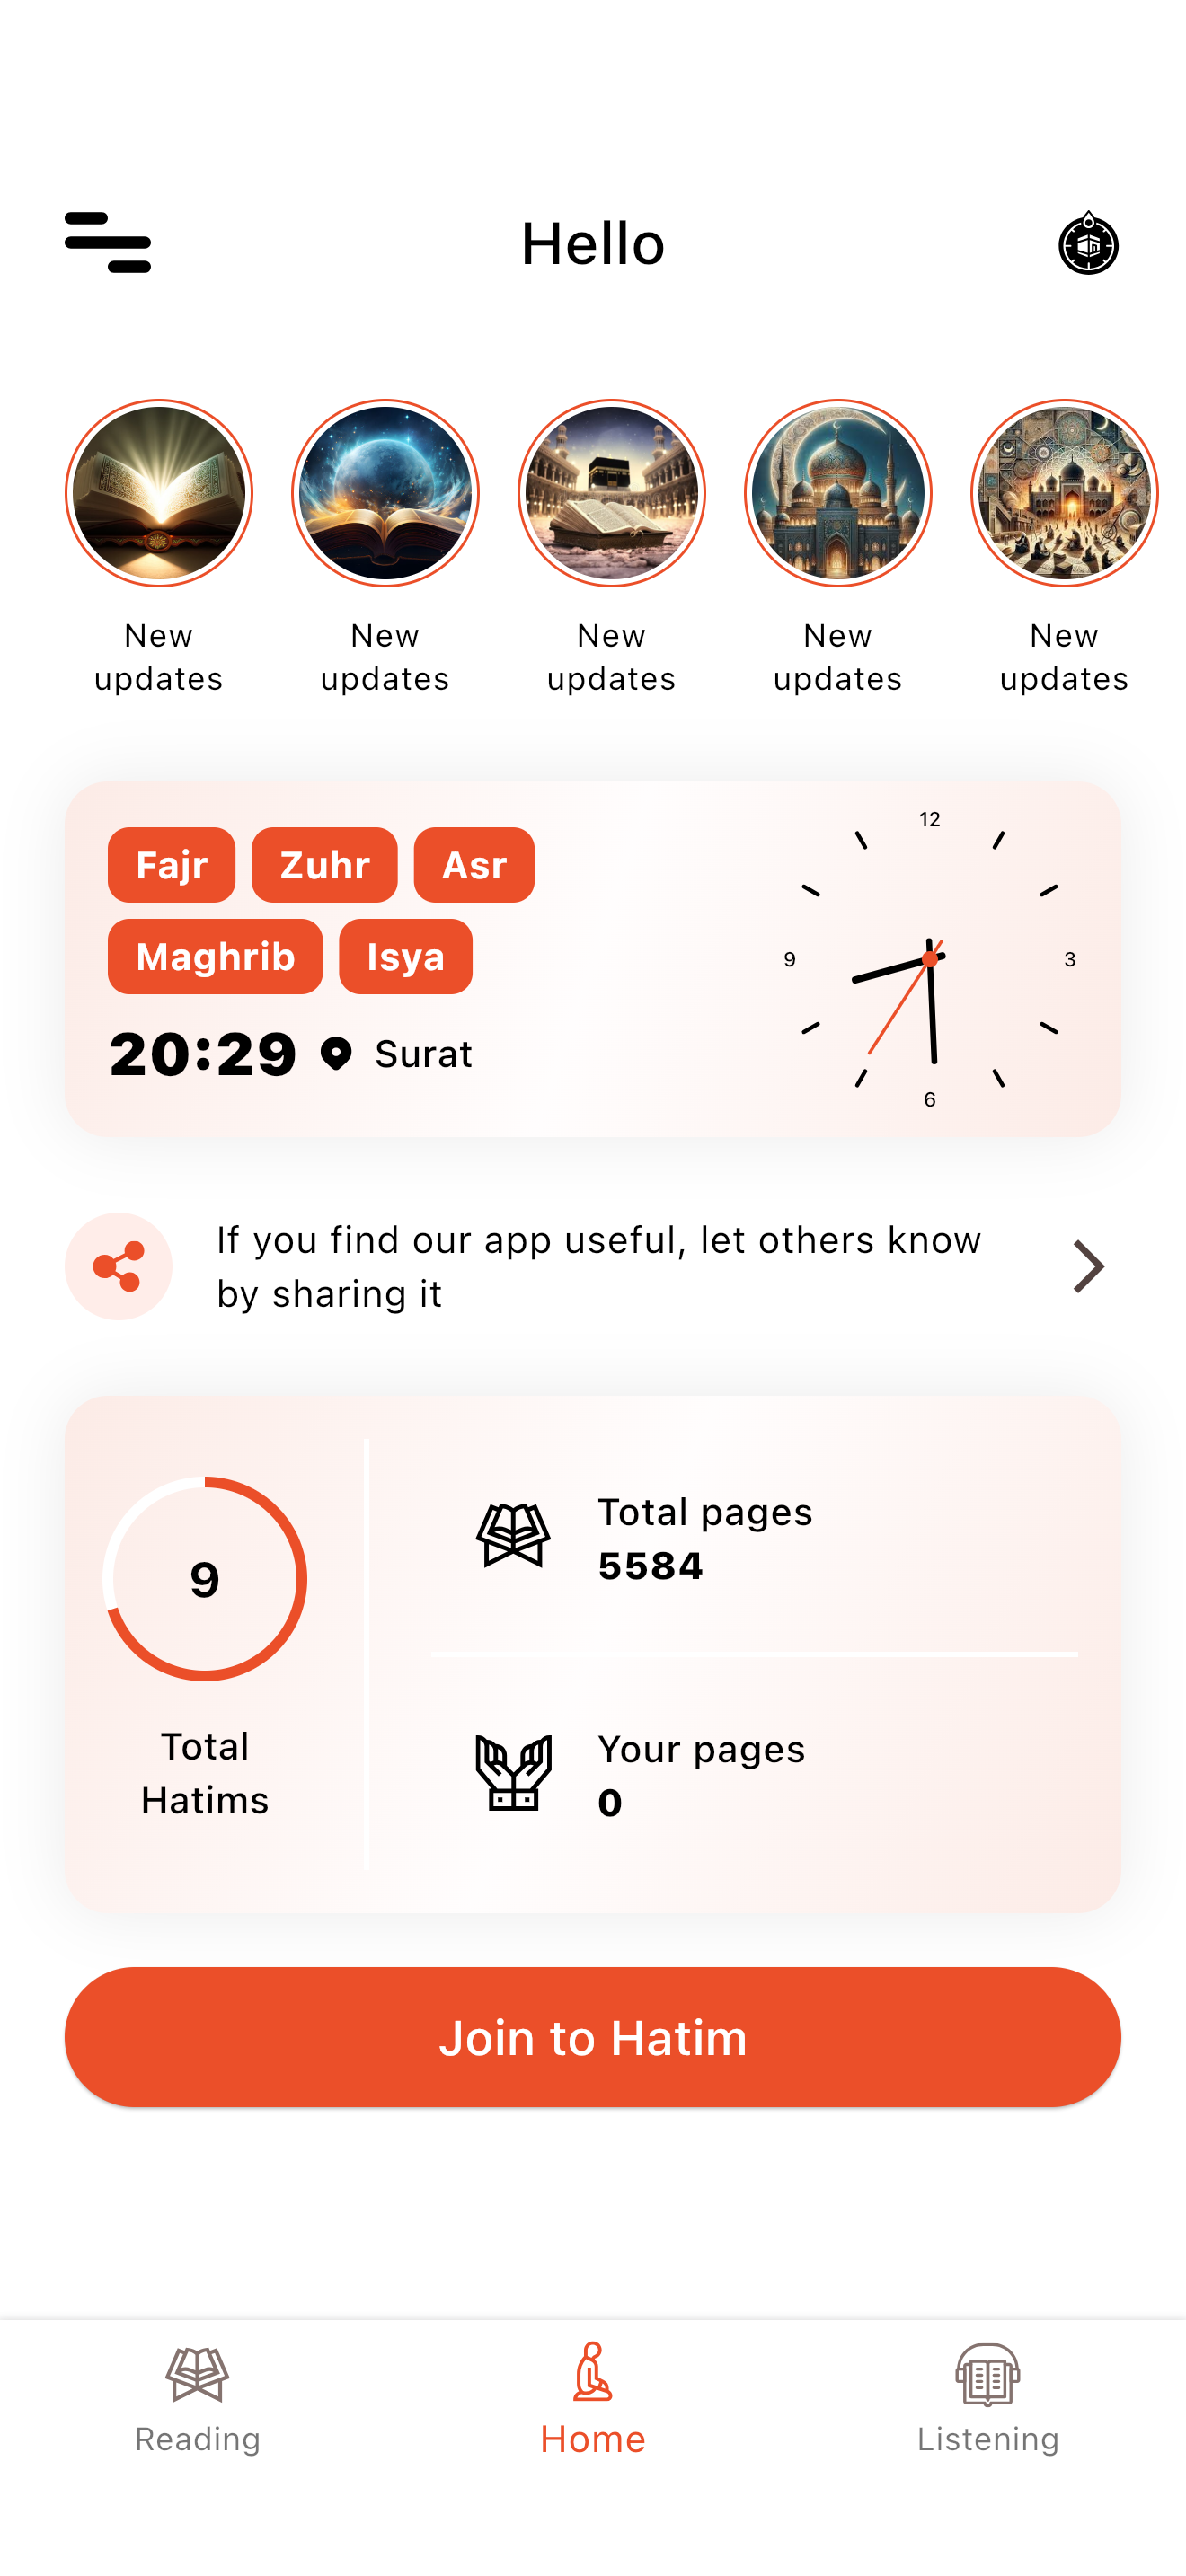 Hello
New
updates
New
updates
New
updates
New
updates
New
updates
Fajr Zuhr Asr
Maghrib Isya
20:29 Surat
12
9 3
6
If you find our app useful, let others know
by sharing it
9
Total
Hatims
Total pages
5584
Your pages
0
Join to Hatim
Reading Home Listening